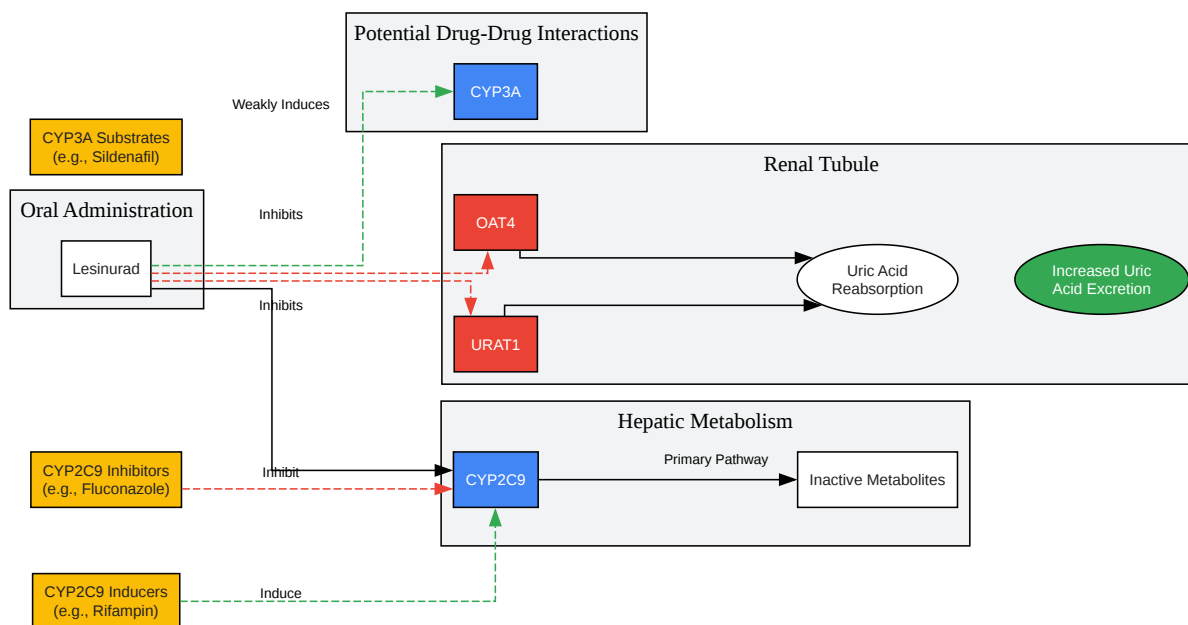 Potential Drug-Drug Interactions
CYP3A
Weakly Induces
CYP3A Substrates
(e.g., Sildenafil)
Renal Tubule
Oral Administration
Inhibits
OAT4
Lesinurad
Uric Acid
Reabsorption
Increased Uric
Acid Excretion
Inhibits
URAT1
Hepatic Metabolism
CYP2C9 Inhibitors
(e.g., Fluconazole)
Inhibit
CYP2C9
Primary Pathway
Inactive Metabolites
CYP2C9 Inducers
(e.g., Rifampin)
Induce